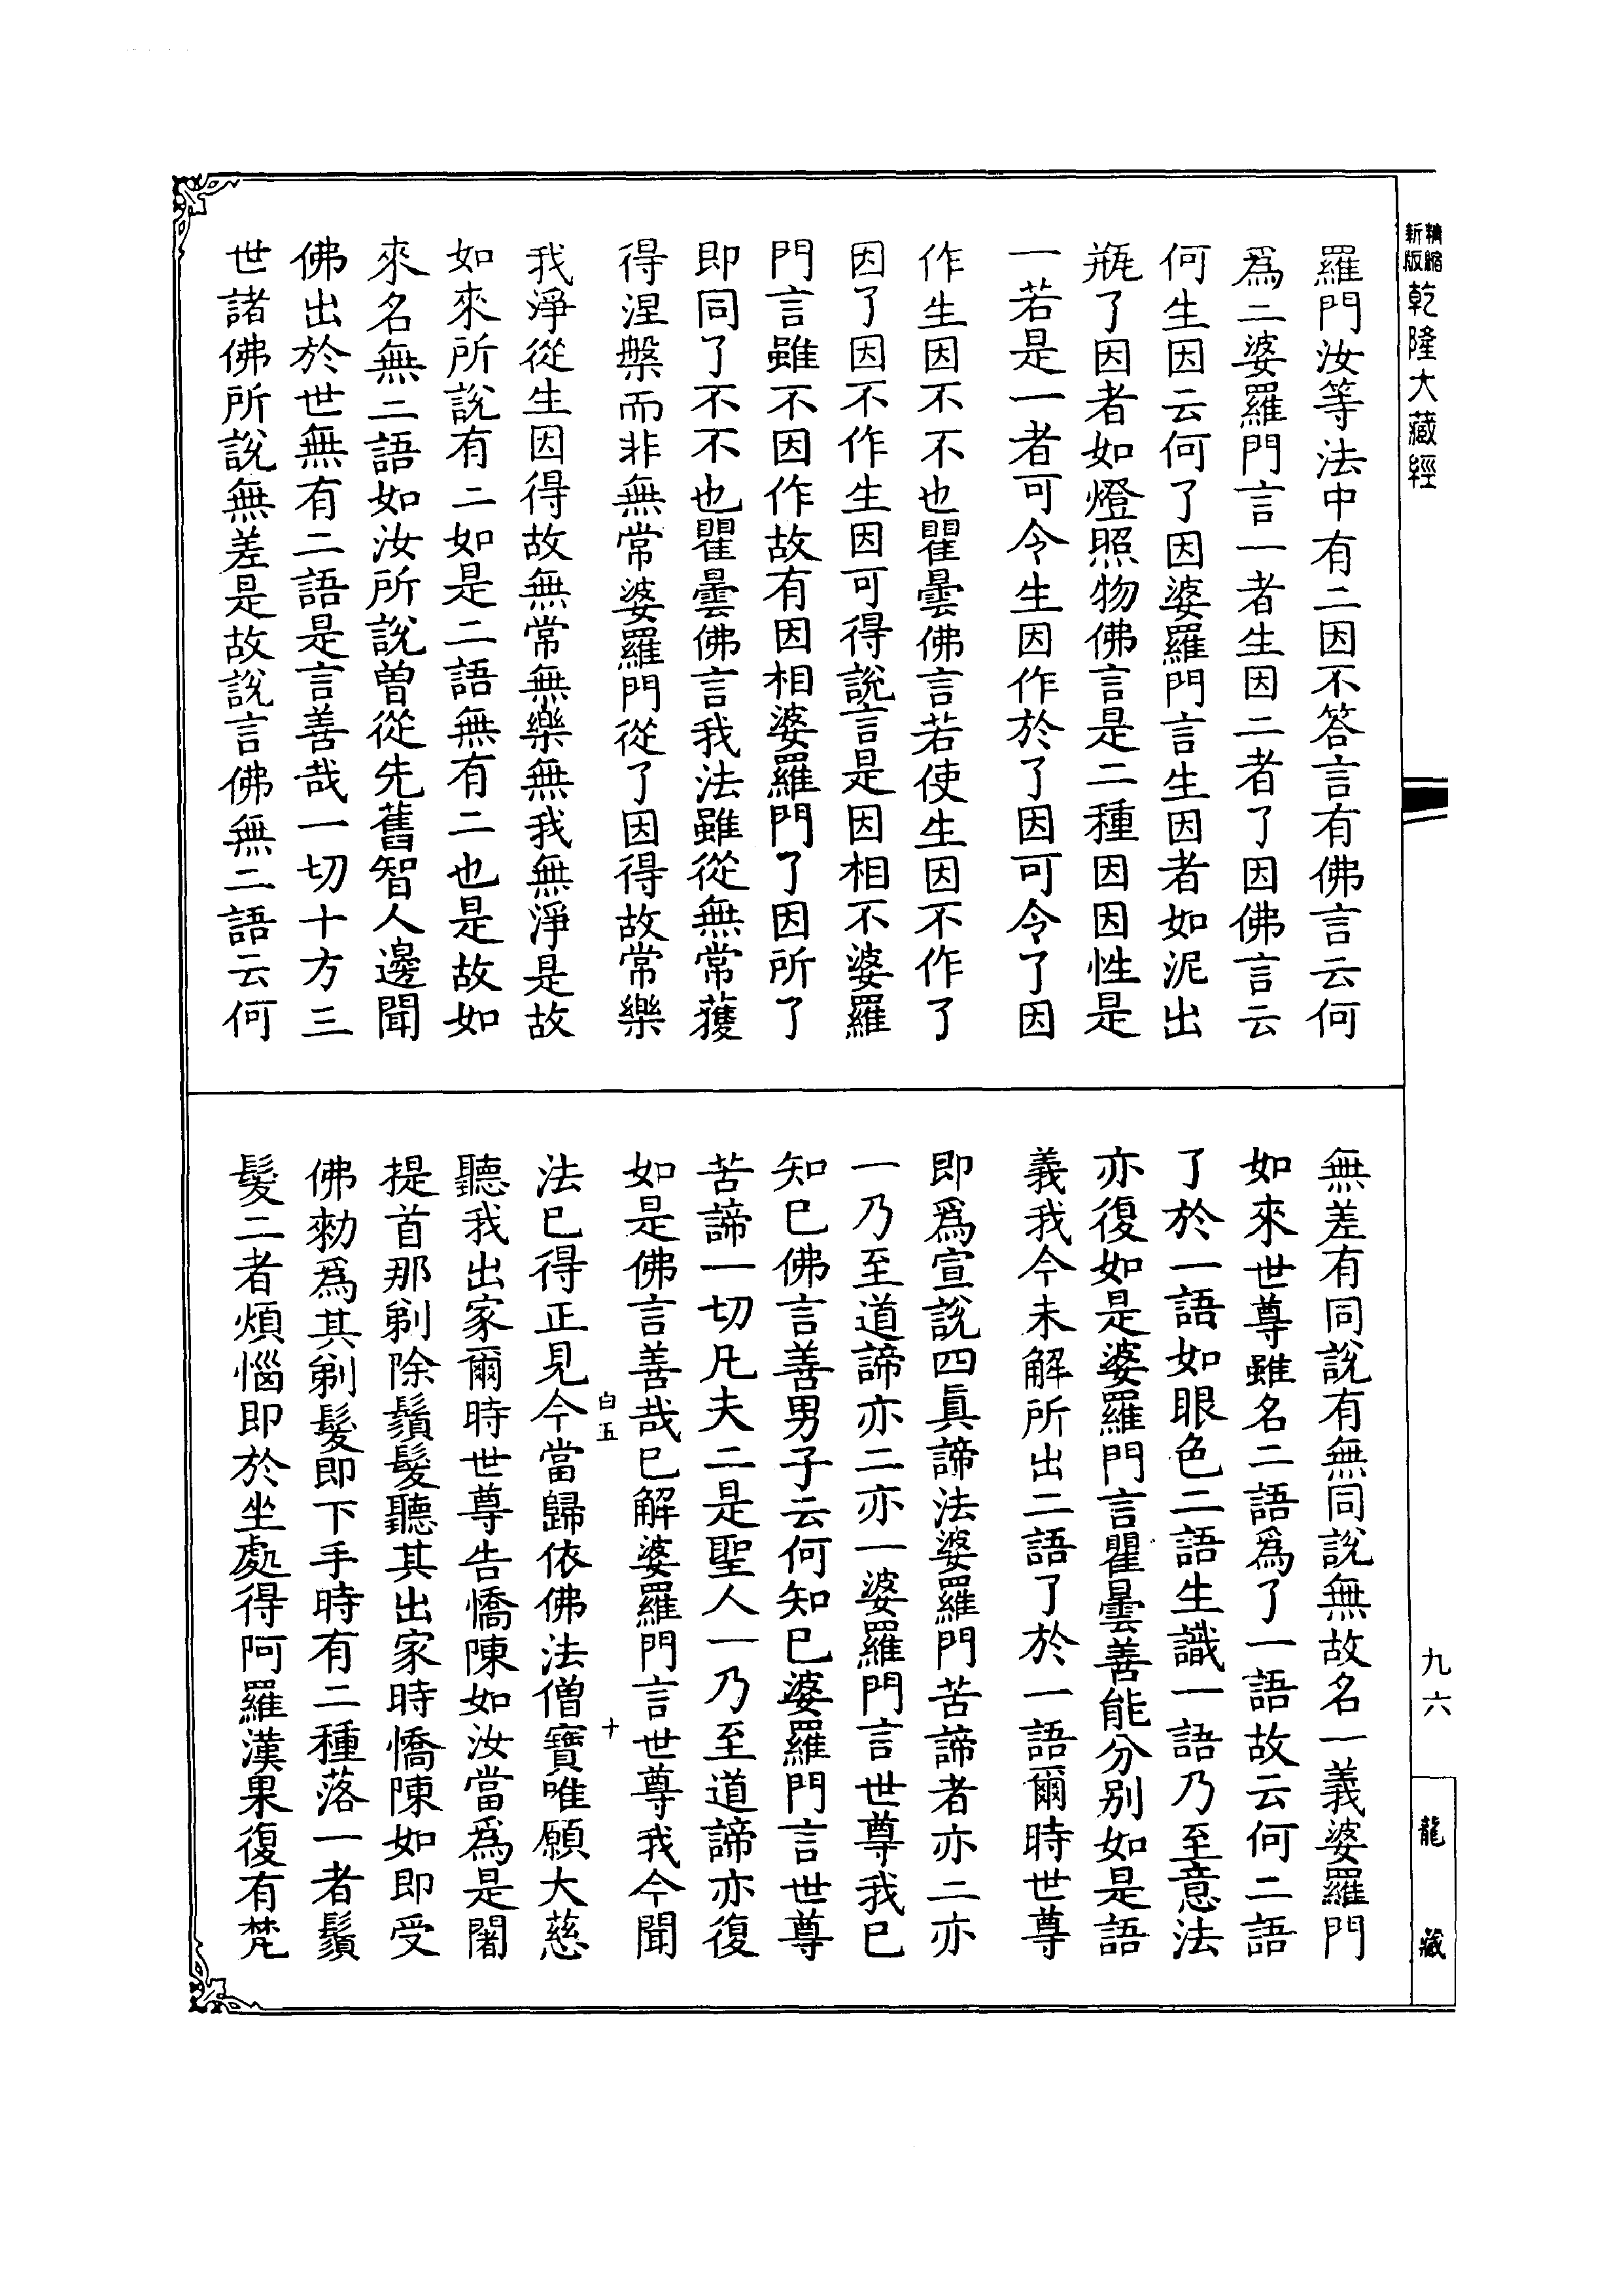 精縮
新版
乾隆大藏經
羅門汝等法中有二因不答言有佛言云何
爲二婆羅門言一者生因二者了因佛言云
何生因云何了因婆羅門言生因者如泥出
瓶了因者如燈照物佛言是二種因因性是
一若是一者可令生因作於了因可令了因
作生因不不也瞿曇佛言若使生因不作了
因了因不作生因可得說言是因相不婆羅
門言雖不因作故有因相婆羅門了因所了
即同了不不也瞿曇佛言我法雖從無常獲
得涅槃而非無常婆羅門從了因得故常樂
我淨從生因得故無常無樂無我無淨是故
如來所說有二如是二語無有二也是故如
來名無二語如汝所說曾從先舊智人邊聞
佛出於世無有二語是言善哉一切十方三
世諸佛所說無差是故說言佛無二語云何
無差有同說有無同說無故名一義婆羅門
如來世尊雖名二語爲了一語故云何二語
了於一語如眼色二語生識一語乃至意法
亦復如是婆羅門言瞿曇善能分別如是語
義我今未解所出二語了於一語爾時世尊
即爲宣說四真諦法婆羅門苦諦者亦二亦
一乃至道諦亦二亦一婆羅門言世尊我已
知已佛言善男子云何知已婆羅門言世尊
苦諦一切凡夫二是聖人一乃至道諦亦復
如是佛言善哉已解婆羅門言世尊我今聞
白五 十
法已得正見今當歸依佛法僧寶唯願大慈
聽我出家爾時世尊告憍陳如汝當爲是闍
提首那剃除鬚髮聽其出家時憍陳如即受
佛勑爲其剃髮即下手時有二種落一者鬚
髮二者煩惱即於坐處得阿羅漢果復有梵
九六
龍藏